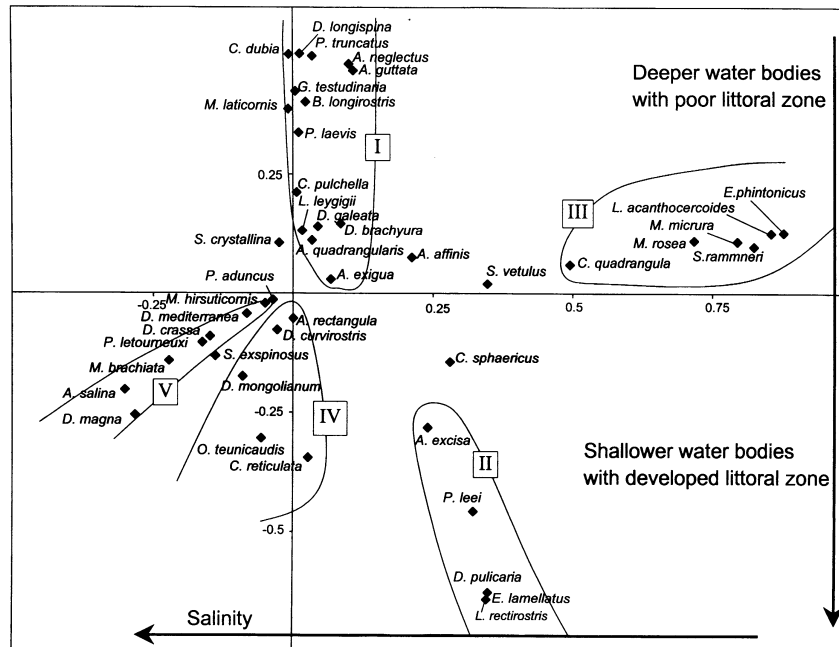 D. longispina
C. dubia
P. truncatus
A. neglectus
A. guttata
Deeper water bodies
with poor littoral zone
G. testudinaria
B. longirostris
M. laticornis
P. laevis
I
0.25
C. pulchella
L. leygigii
D. galeata
D. brachyura
S. crystallina
A. quadrangularis
A. affinis
A. exigua
III
E.phintonicus
L. acanthocercoides
M. micrura
M. rosea
S.rammneri
C. quadrangula
S. vetulus
P. aduncus
-0.25
0.25
0.5
0.75
M. hirsuticornis
D. mediterranea
A. rectangula
D. crassa
D. curvirostris
P. letourneuxi
S. exspinosus
M. brachiata
C. sphaericus
A. salina
V
D. mongolianum
D. magna
-0.25
IV
O. teunicaudis
C. reticulata
A. excisa
II
Shallower water bodies
with developed littoral zone
P. leei
-0.5
D. pulicaria
E. lamellatus
L. rectirostris
Salinity